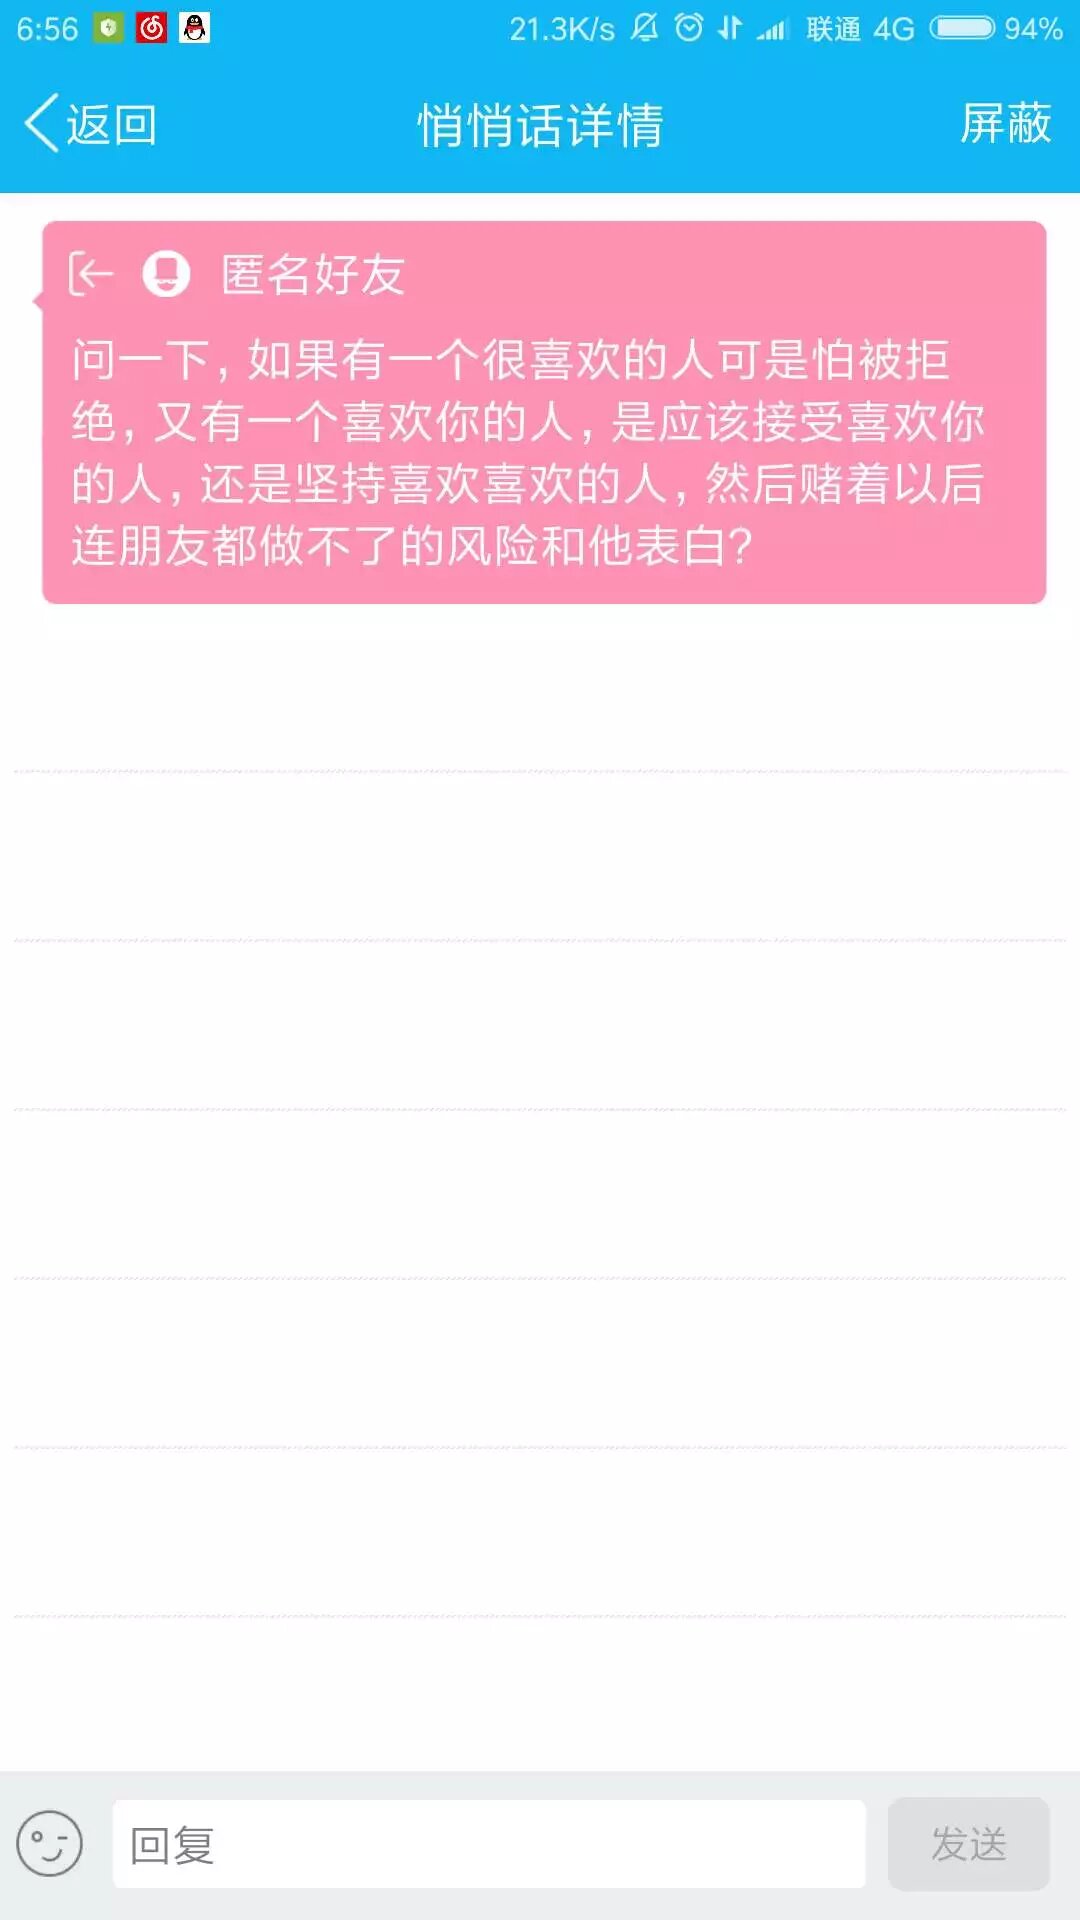 6:56 21.3K/s 联通 4G 94%
返回 悄悄话详情 屏蔽
匿名好友
问一下，如果有一个很喜欢的人可是怕被拒
绝，又有一个喜欢你的人，是应该接受喜欢你
的人，还是坚持喜欢喜欢的人，然后赌着以后
连朋友都做不了的风险和他表白？
回复 发送